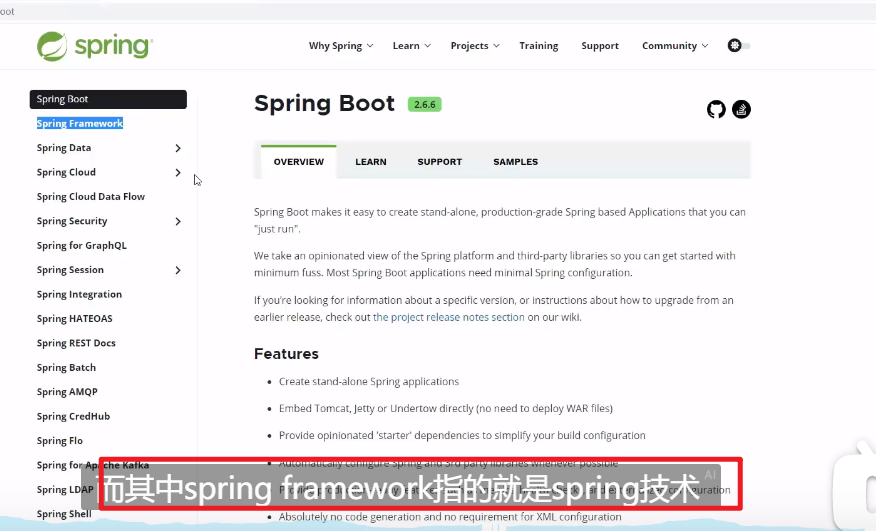 oot
spring
Why Spring
Learn
Projects
Training
Support
Community
Spring Boot
Spring Framework
Spring Data
Spring Cloud
Spring Cloud Data Flow
Spring Security
Spring for GraphQL
Spring Session
Spring Integration
Spring HATEOAS
Spring REST Docs
Spring Batch
Spring AMQP
Spring CredHub
Spring Flo
Spring for Apache Kafka
Spring LDAP
Spring Shell
Spring Boot 2.6.6
OVERVIEW
LEARN
SUPPORT
SAMPLES
Spring Boot makes it easy to create stand-alone, production-grade Spring based Applications that you can
"just run".
We take an opinionated view of the Spring platform and third-party libraries so you can get started with
minimum fuss. Most Spring Boot applications need minimal Spring configuration.
If you're looking for information about a specific version, or instructions about how to upgrade from an
earlier release, check out the project release notes section on our wiki.
Features
Create stand-alone Spring applications
Embed Tomcat, Jetty or Undertow directly (no need to deploy WAR files)
Provide opinionated 'starter' dependencies to simplify your build configuration
Automatically configure Spring and 3rd party libraries whenever possible
configuration
Absolutely no code generation and no requirement for XML configuration
AI
而其中spring framework指的就是spring技术